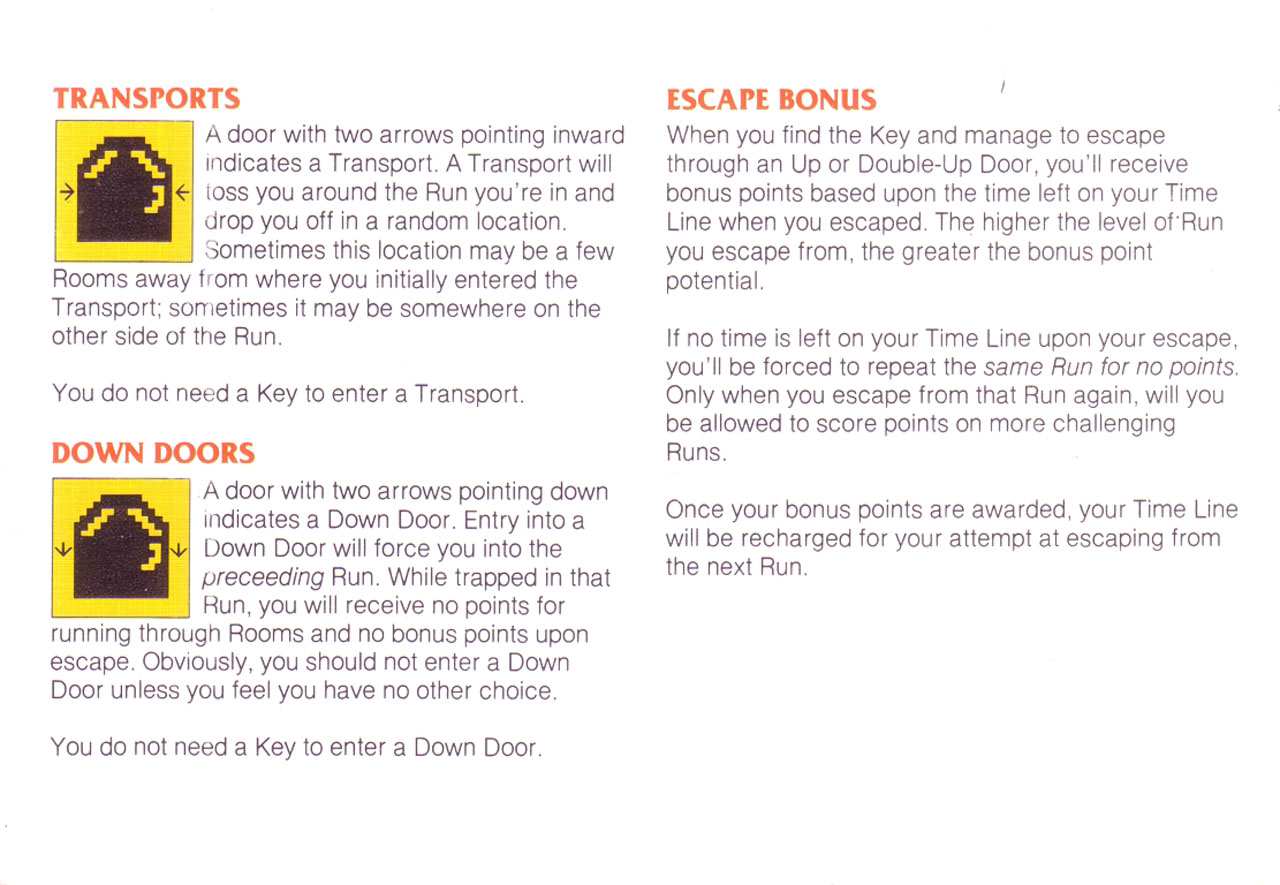 TRANSPORTS
A door with two arrows pointing inward
indicates a Transport. A Transport will
toss you around the Run you're in and
drop you off in a random location.
Sometimes this location may be a few
Rooms away from where you initially entered the
Transport; sometimes it may be somewhere on the
other side of the Run.
You do not need a Key to enter a Transport.
DOWN DOORS
A door with two arrows pointing down
indicates a Down Door. Entry into a
Down Door will force you into the
preceeding Run. While trapped in that
Run, you will receive no points for
running through Rooms and no bonus points upon
escape. Obviously, you should not enter a Down
Door unless you feel you have no other choice.
You do not need a Key to enter a Down Door.
ESCAPE BONUS
When you find the Key and manage to escape
through an Up or Double-Up Door, you'll receive
bonus points based upon the time left on your Time
Line when you escaped. The higher the level of Run
you escape from, the greater the bonus point
potential.
If no time is left on your Time Line upon your escape,
you'll be forced to repeat the same Run for no points.
Only when you escape from that Run again, will you
be allowed to score points on more challenging
Runs.
Once your bonus points are awarded, your Time Line
will be recharged for your attempt at escaping from
the next Run.